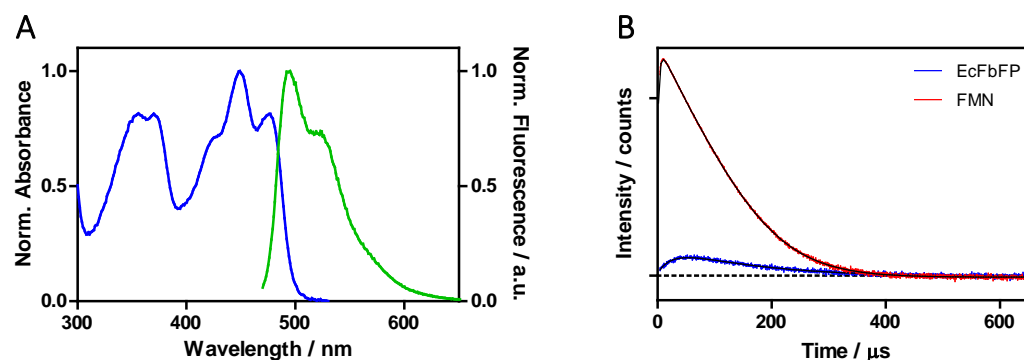 A
Norm. Absorbance
1.0
0.5
0.0
300
400
500
600
Wavelength / nm
1.0
0.5
0.0
Norm. Fluorescence / a.u.
B
Intensity / counts
EcFbFP
FMN
0
200
400
600
Time / µs